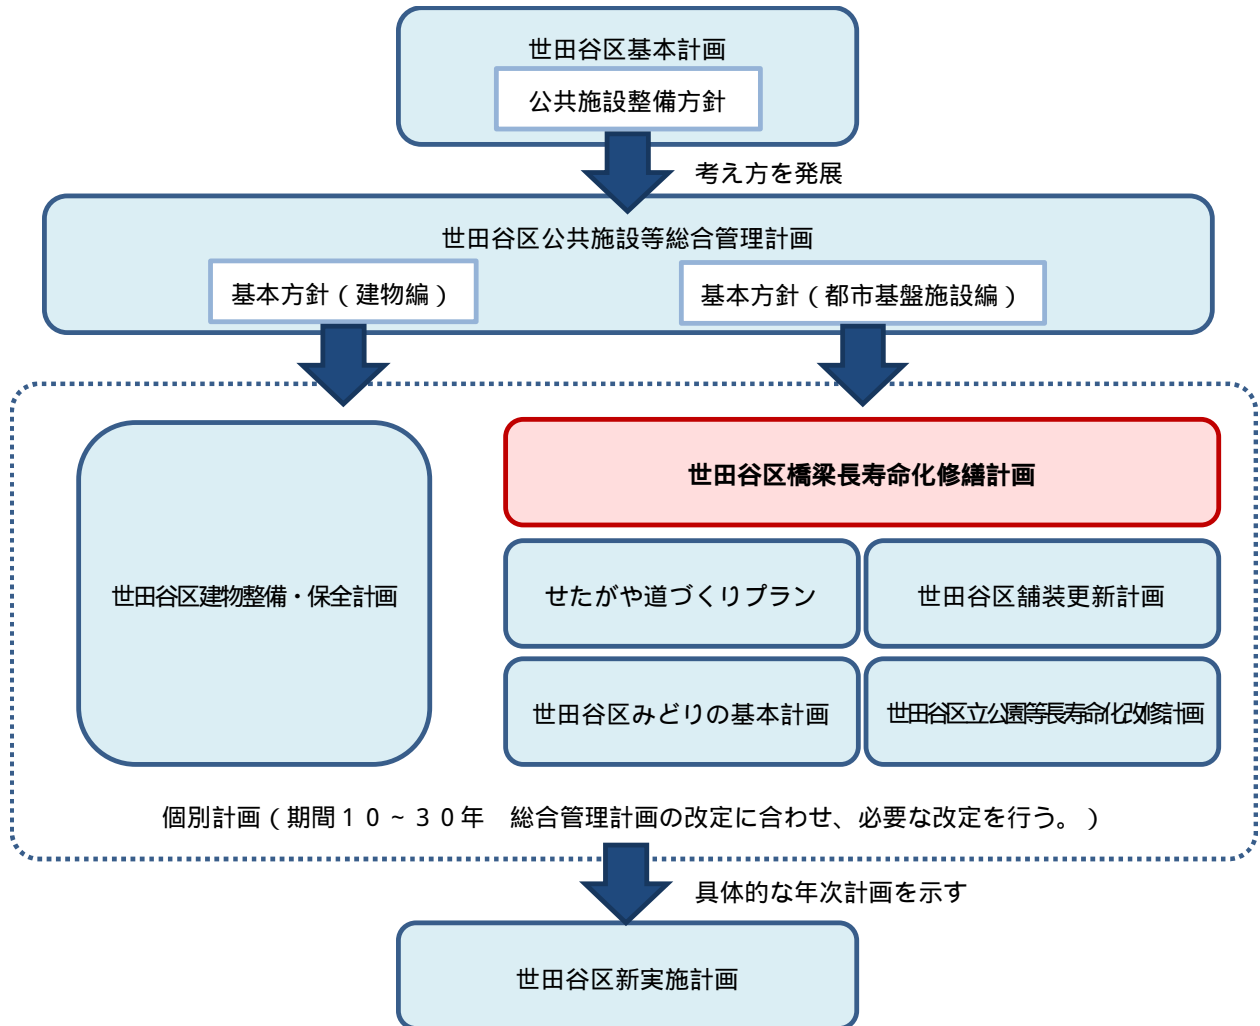 世田谷区基本計画
公共施設整備方針
考え方を発展
世田谷区公共施設等総合管理計画
基本方針（建物編）
基本方針（都市基盤施設編）
世田谷区橋梁長寿命化修繕計画
世田谷区建物整備・保全計画
せたがや道づくりプラン
世田谷区舗装更新計画
世田谷区みどりの基本計画
世田谷区立公園等長寿命化改修計画
個別計画（期間１０～３０年　総合管理計画の改定に合わせ、必要な改定を行う。）
具体的な年次計画を示す
世田谷区新実施計画